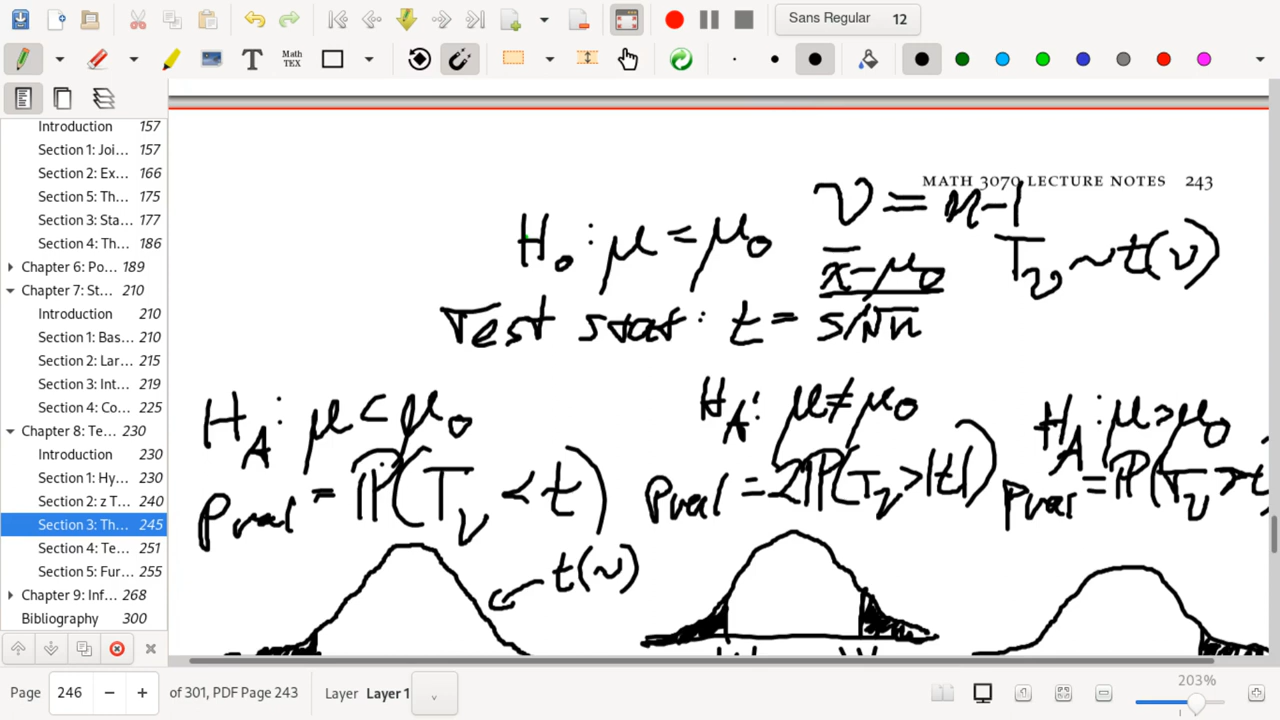 Sans Regular 12
Math TEX
Introduction 157
Section 1: Joi... 157
Section 2: Ex... 166
Section 5: Th... 175
Section 3: Sta... 177
Section 4: Th... 186
Chapter 6: Po... 189
Chapter 7: St... 210
Introduction 210
Section 1: Bas... 210
Section 2: Lar... 215
Section 3: Int... 219
Section 4: Co... 225
Chapter 8: Te... 230
Introduction 230
Section 1: Hy... 230
Section 2: z T... 240
Section 3: Th... 245
Section 4: Te... 251
Section 5: Fur... 255
Chapter 9: Inf... 268
Bibliography 300
MATH 3070 LECTURE NOTES 243
ν = n-1
H₀: μ = μ₀
T_ν ~ t(ν)
Test stat: t = (x̄-μ₀)/(s/√n)
H_A: μ < μ₀
H_A: μ ≠ μ₀
H_A: μ > μ₀
pval = ℙ(T_ν < t)
pval = 2ℙ(T_ν > |t|)
pval = ℙ(T_ν > t
t(ν)
Page 246 of 301, PDF Page 243
Layer Layer 1
203%